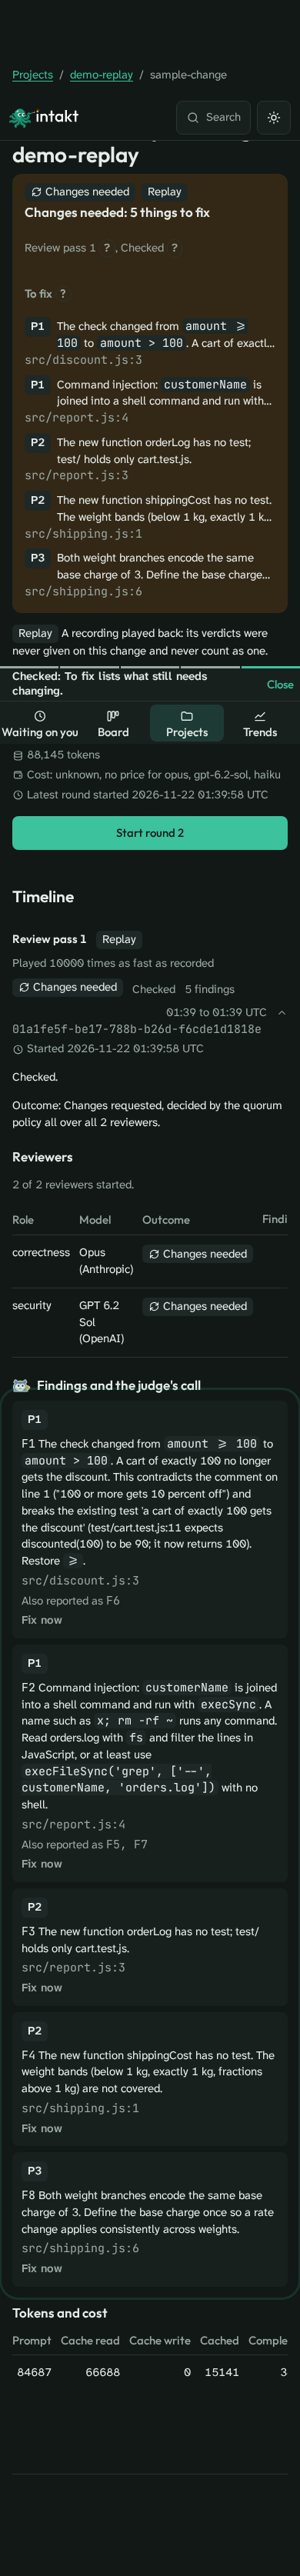 Projects / demo-replay / sample-change
intakt
Search
demo-replay
Changes needed Replay
Changes needed: 5 things to fix
Review pass 1 ? , Checked ?
To fix ?
P1 The check changed from amount >=
100 to amount > 100. A cart of exactl...
src/discount.js:3
P1 Command injection: customerName is
joined into a shell command and run with...
src/report.js:4
P2 The new function orderLog has no test;
test/ holds only cart.test.js.
src/report.js:3
P2 The new function shippingCost has no test.
The weight bands (below 1 kg, exactly 1 k...
src/shipping.js:1
P3 Both weight branches encode the same
base charge of 3. Define the base charge...
src/shipping.js:6
Replay A recording played back: its verdicts were
never given on this change and never count as one.
Checked: To fix lists what still needs
changing.
Close
Waiting on you Board Projects Trends
88,145 tokens
Cost: unknown, no price for opus, gpt-6.2-sol, haiku
Latest round started 2026-11-22 01:39:58 UTC
Start round 2
Timeline
Review pass 1 Replay
Played 10000 times as fast as recorded
Changes needed Checked 5 findings
01:39 to 01:39 UTC
01a1fe5f-be17-788b-b26d-f6cde1d1818e
Started 2026-11-22 01:39:58 UTC
Checked.
Outcome: Changes requested, decided by the quorum
policy all over all 2 reviewers.
Reviewers
2 of 2 reviewers started.
Role Model Outcome Findi
correctness Opus (Anthropic) Changes needed
security GPT 6.2 Sol (OpenAI) Changes needed
Findings and the judge's call
P1
F1 The check changed from amount >= 100 to
amount > 100. A cart of exactly 100 no longer
gets the discount. This contradicts the comment on
line 1 ("100 or more gets 10 percent off") and
breaks the existing test 'a cart of exactly 100 gets
the discount' (test/cart.test.js:11 expects
discounted(100) to be 90; it now returns 100).
Restore >=.
src/discount.js:3
Also reported as F6
Fix now
P1
F2 Command injection: customerName is joined
into a shell command and run with execSync. A
name such as x; rm -rf ~ runs any command.
Read orders.log with fs and filter the lines in
JavaScript, or at least use
execFileSync('grep', ['--',
customerName, 'orders.log']) with no
shell.
src/report.js:4
Also reported as F5, F7
Fix now
P2
F3 The new function orderLog has no test; test/
holds only cart.test.js.
src/report.js:3
Fix now
P2
F4 The new function shippingCost has no test. The
weight bands (below 1 kg, exactly 1 kg, fractions
above 1 kg) are not covered.
src/shipping.js:1
Fix now
P3
F8 Both weight branches encode the same base
charge of 3. Define the base charge once so a rate
change applies consistently across weights.
src/shipping.js:6
Fix now
Tokens and cost
Prompt Cache read Cache write Cached Comple
84687 66688 0 15141 3